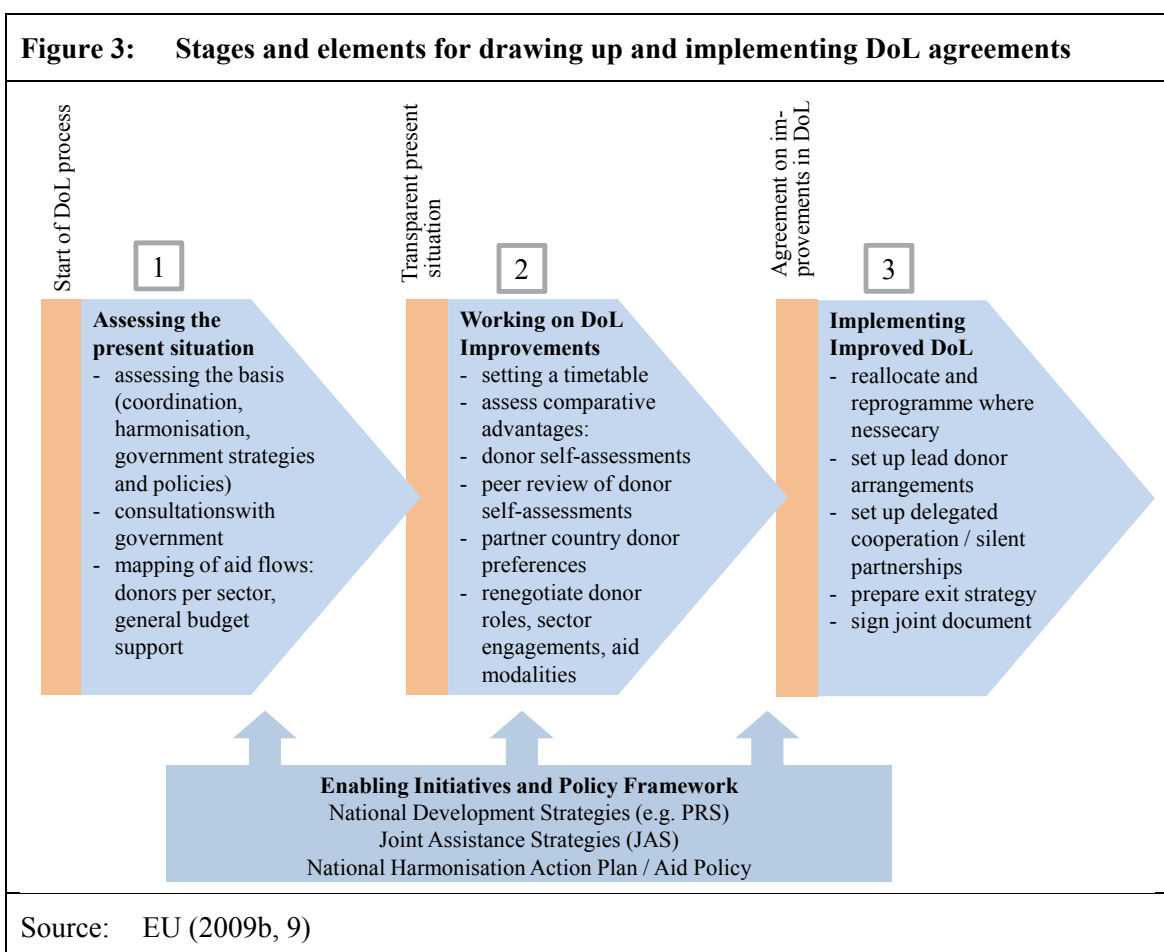 Figure 3: Stages and elements for drawing up and implementing DoL agreements
Start of DoL process
1
Assessing the
present situation
- assessing the basis
(coordination,
harmonisation,
government strategies
and policies)
- consultationswith
government
- mapping of aid flows:
donors per sector,
general budget
support
Transparent present
situation
2
Working on DoL
Improvements
- setting a timetable
- assess comparative
advantages:
- donor self-assessments
- peer review of donor
self-assessments
- partner country donor
preferences
- renegotiate donor
roles, sector
engagements, aid
modalities
Agreement on im-
provements in DoL
3
Implementing
Improved DoL
- reallocate and
reprogramme where
nessecary
- set up lead donor
arrangements
- set up delegated
cooperation / silent
partnerships
- prepare exit strategy
- sign joint document
Enabling Initiatives and Policy Framework
National Development Strategies (e.g. PRS)
Joint Assistance Strategies (JAS)
National Harmonisation Action Plan / Aid Policy
Source: EU (2009b, 9)